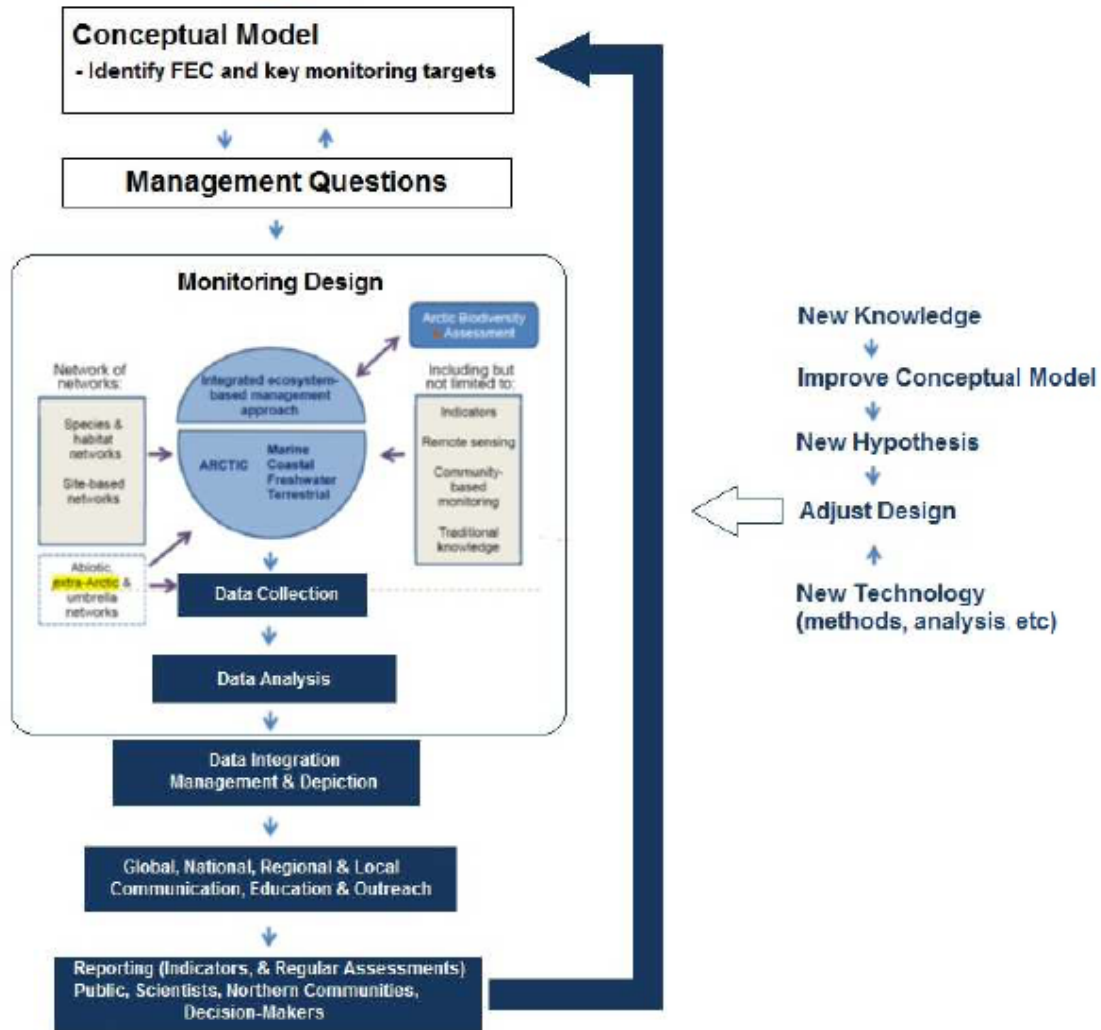 Conceptual Model
- Identify FEC and key monitoring targets
Management Questions
Monitoring Design
Arctic Biodiversity
Assessment
Network of
networks:
Species &
habitat
networks
Site-based
networks
Abiotic,
extra-Arctic &
umbrella
networks
Integrated ecosystem-
based management
approach
ARCTIC
Marine
Coastal
Freshwater
Terrestrial
Including but
not limited to:
Indicators
Remote sensing
Community-
based
monitoring
Traditional
knowledge
Data Collection
Data Analysis
Data Integration
Management & Depiction
Global, National, Regional & Local
Communication, Education & Outreach
Reporting (Indicators, & Regular Assessments)
Public, Scientists, Northern Communities,
Decision-Makers
New Knowledge
Improve Conceptual Model
New Hypothesis
Adjust Design
New Technology
(methods, analysis, etc)